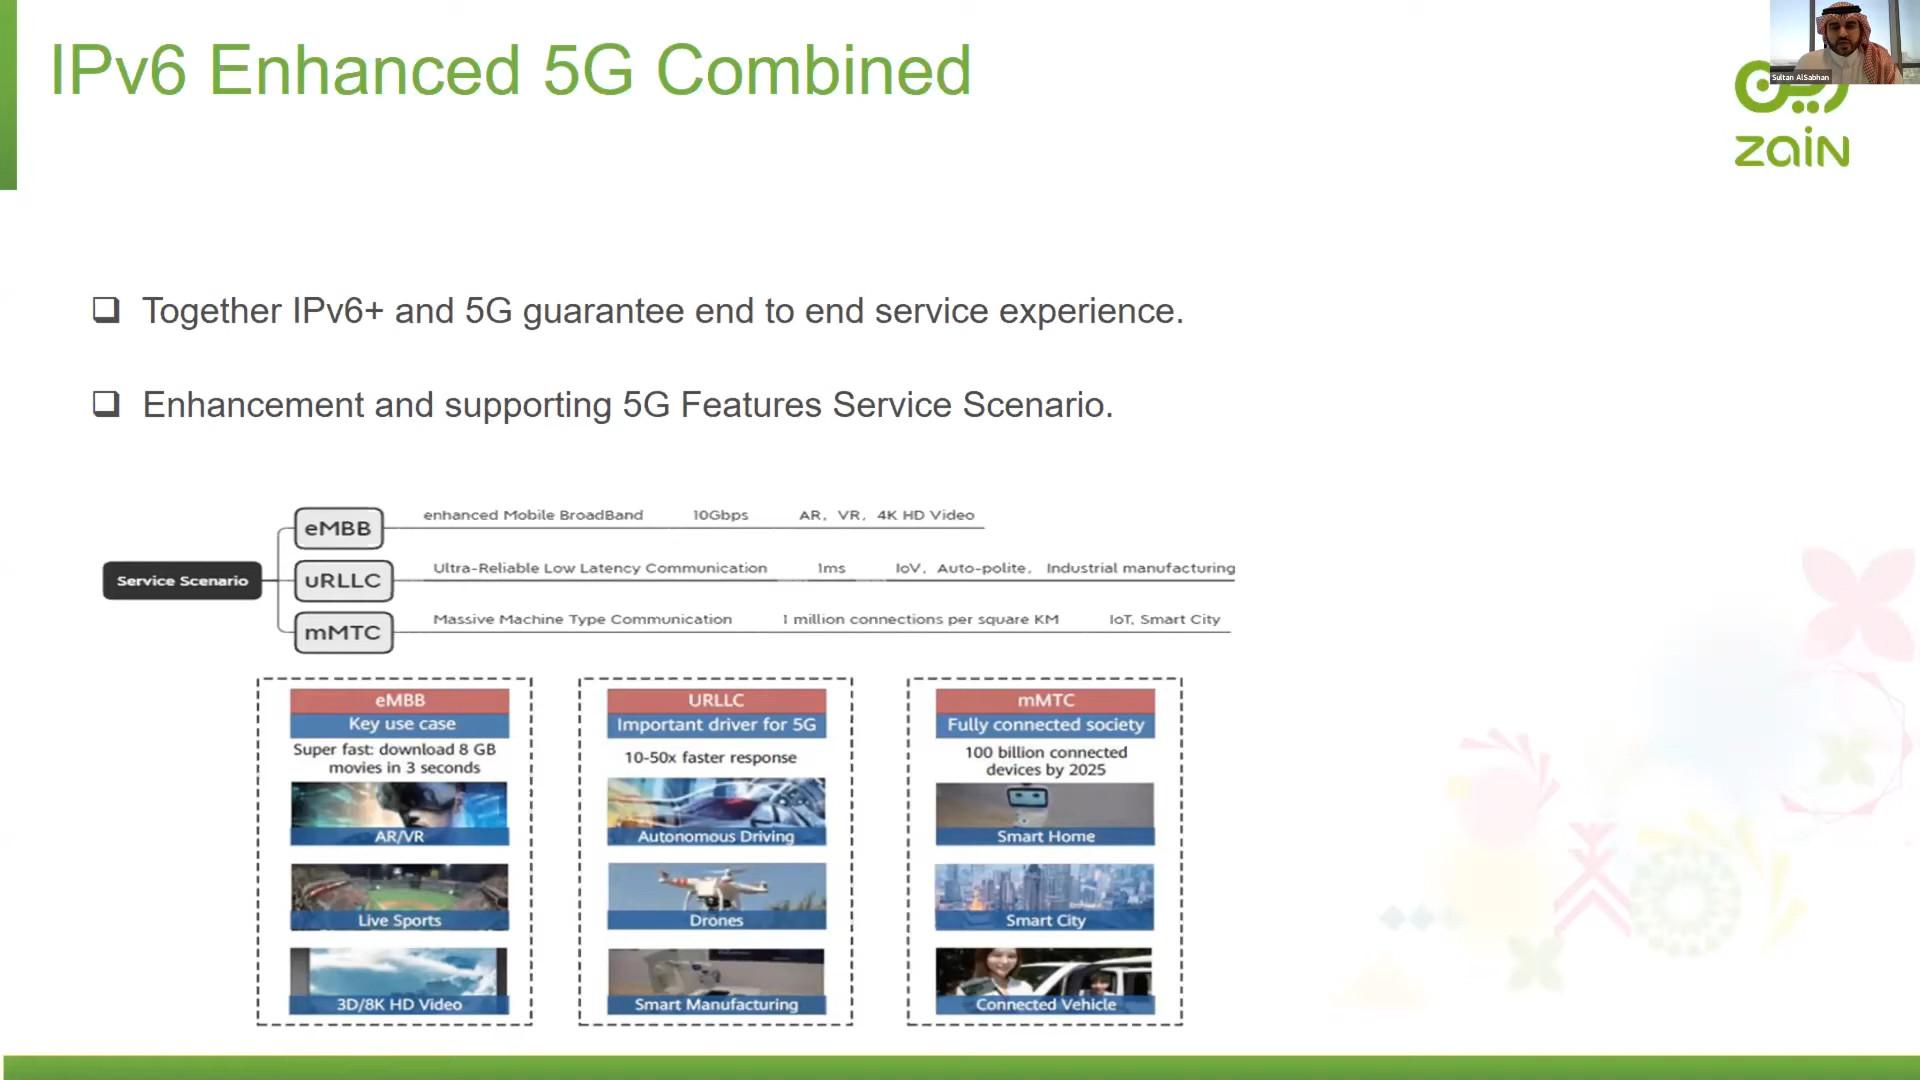 IPv6 Enhanced 5G Combined
Sultan AlSabhan
زين
zain
Together IPv6+ and 5G guarantee end to end service experience.
Enhancement and supporting 5G Features Service Scenario.
Service Scenario
eMBB
enhanced Mobile BroadBand 10Gbps AR, VR, 4K HD Video
uRLLC
Ultra-Reliable Low Latency Communication 1ms IoV, Auto-polite, Industrial manufacturing
mMTC
Massive Machine Type Communication 1 million connections per square KM IoT, Smart City
eMBB
Key use case
Super fast: download 8 GB
movies in 3 seconds
AR/VR
Live Sports
3D/8K HD Video
URLLC
Important driver for 5G
10-50x faster response
Autonomous Driving
Drones
Smart Manufacturing
mMTC
Fully connected society
100 billion connected
devices by 2025
Smart Home
Smart City
Connected Vehicle